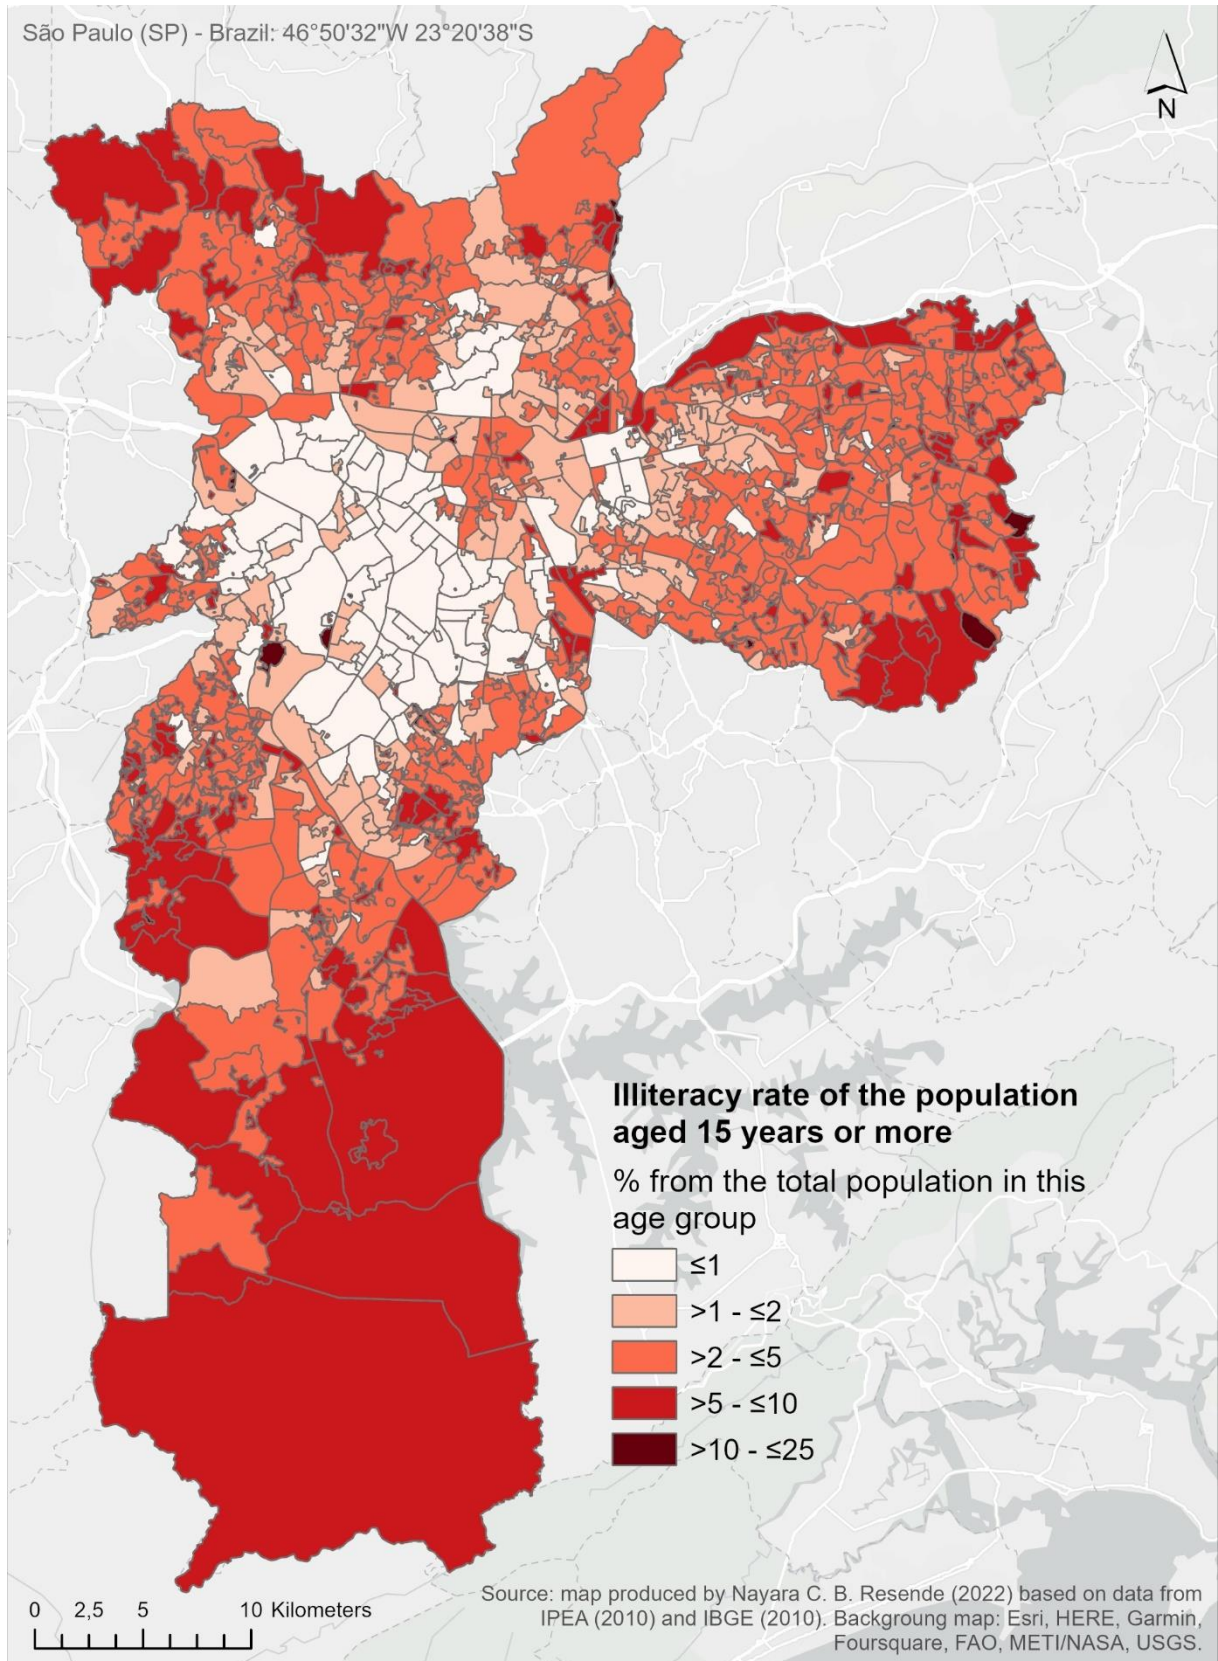 São Paulo (SP) - Brazil: 46°50'32"W 23°20'38"S
N
Illiteracy rate of the population
aged 15 years or more
% from the total population in this
age group
≤1
>1 - ≤2
>2 - ≤5
>5 - ≤10
>10 - ≤25
0 2,5 5 10 Kilometers
Source: map produced by Nayara C. B. Resende (2022) based on data from
IPEA (2010) and IBGE (2010). Backgroung map: Esri, HERE, Garmin,
Foursquare, FAO, METI/NASA, USGS.